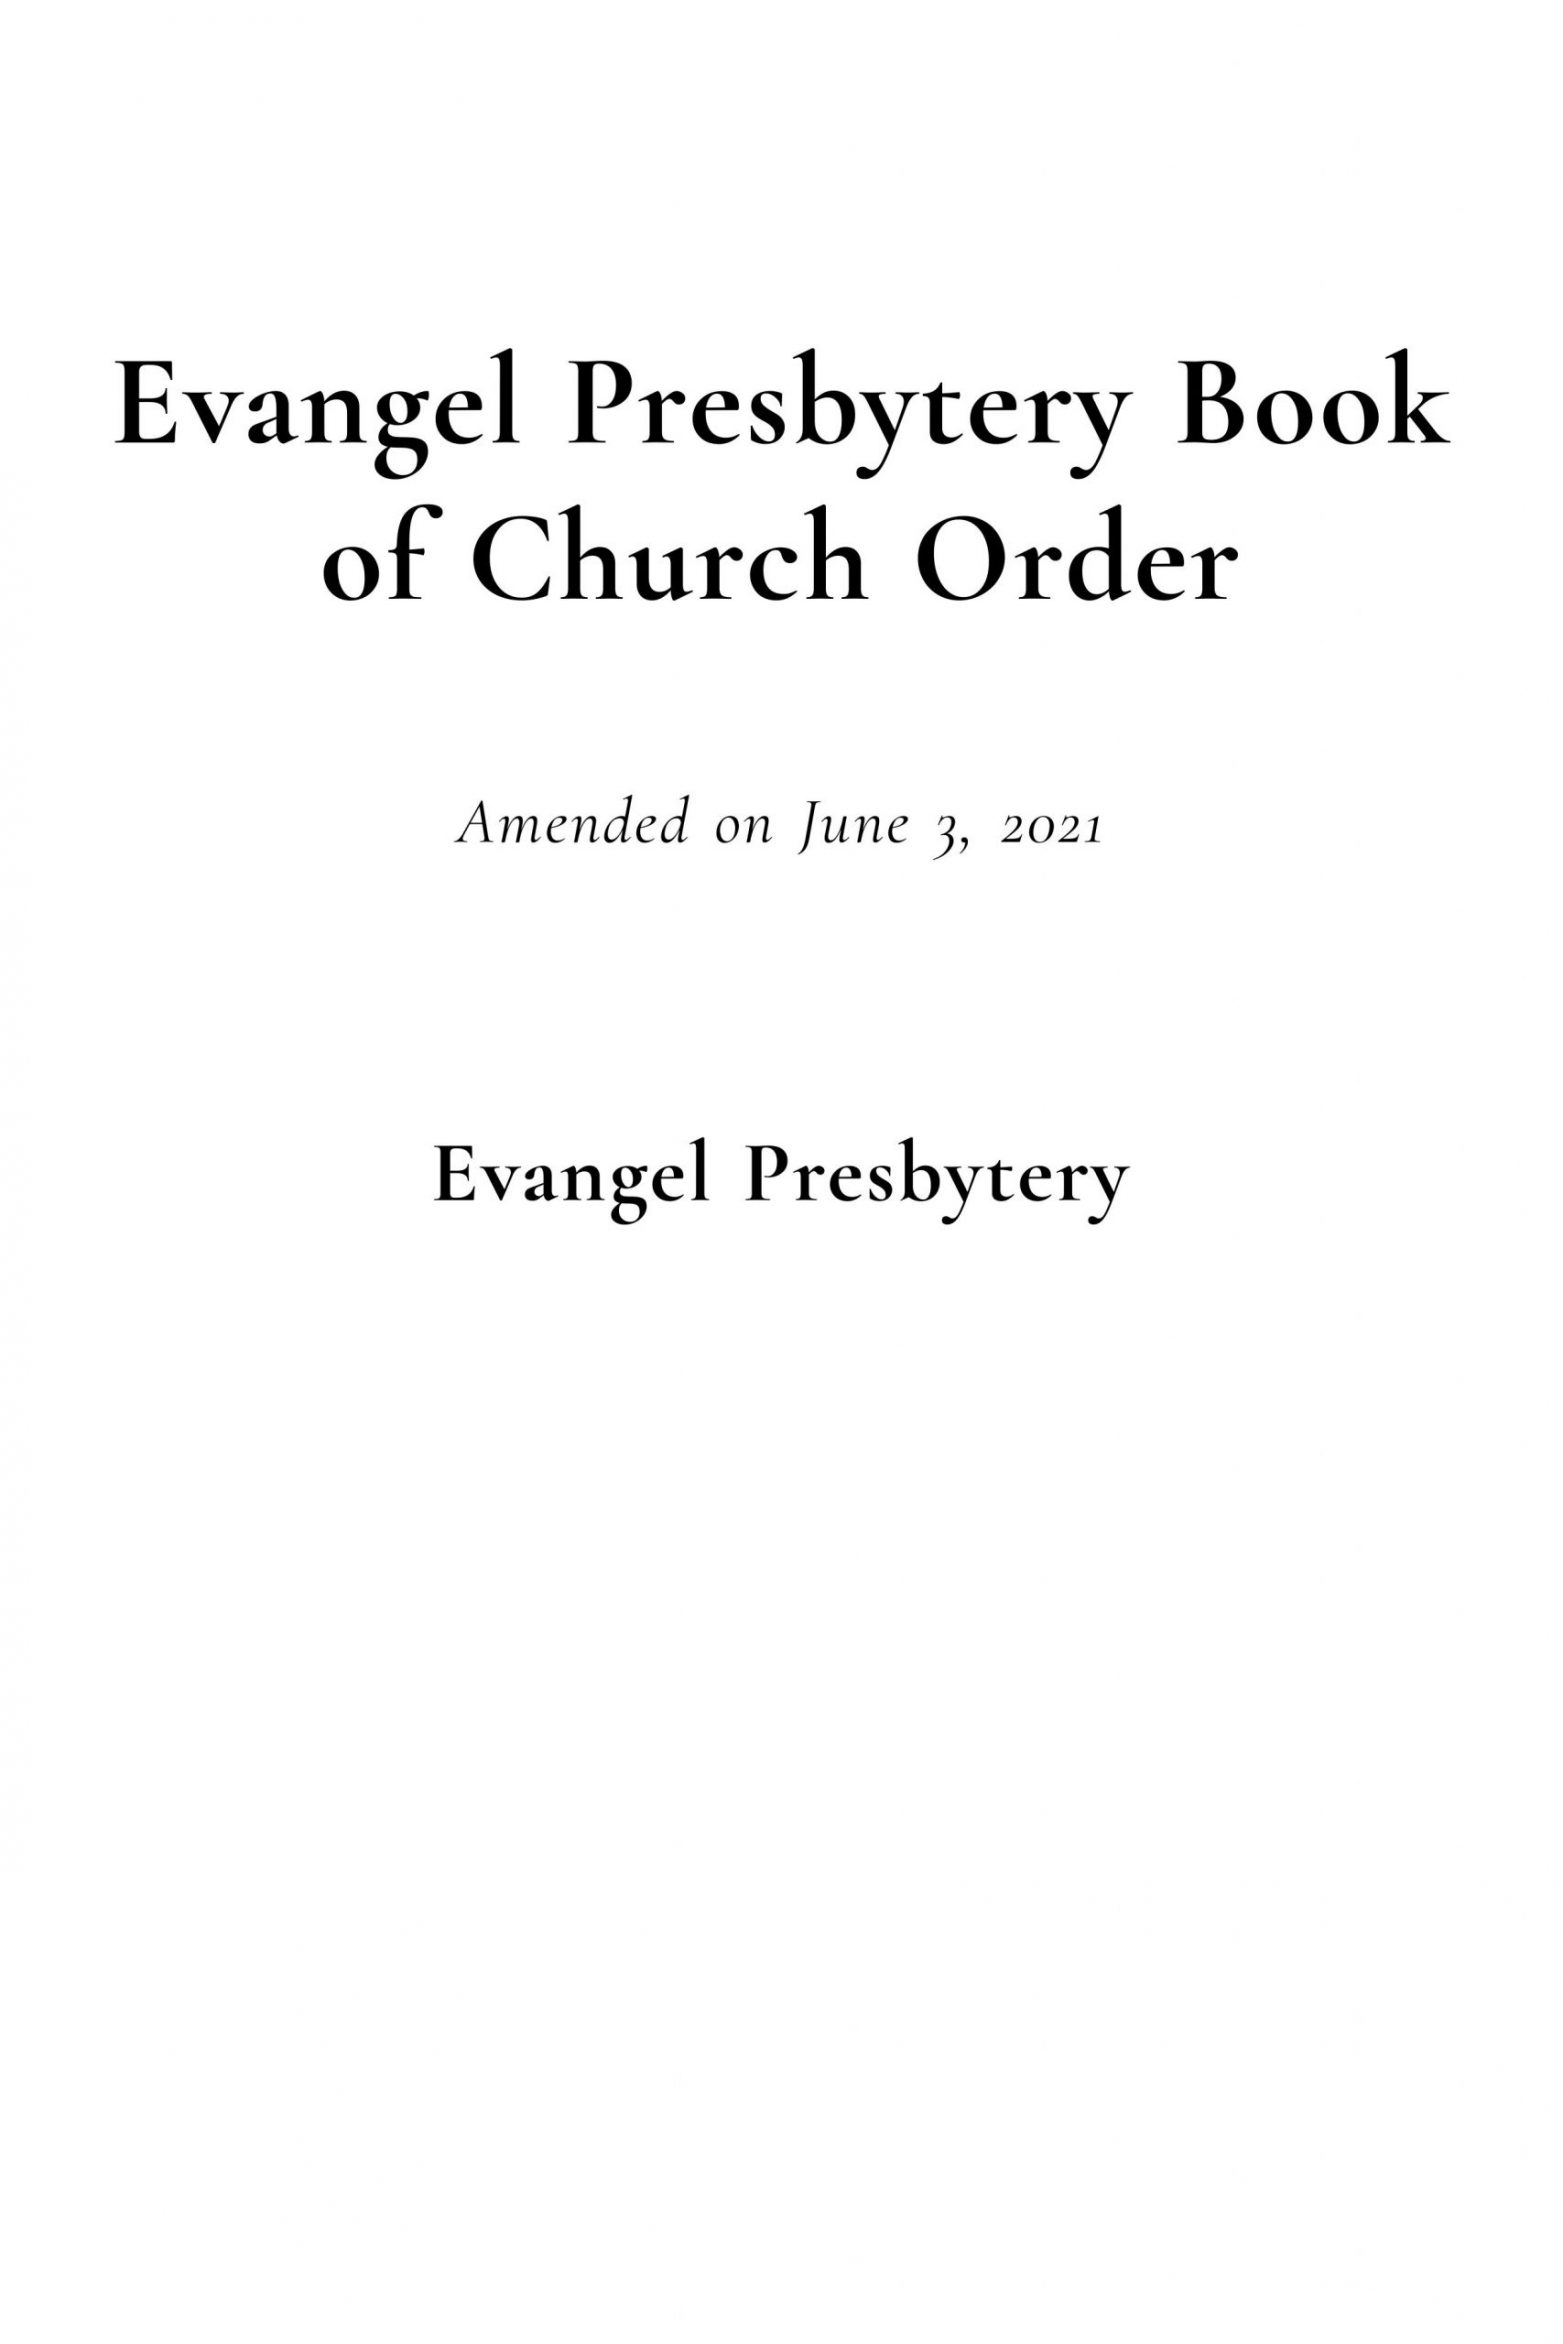 Evangel Presbytery Book
of Church Order
Amended on June 3, 2021
Evangel Presbytery